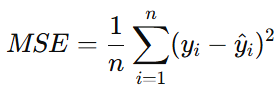 MSE = \frac{1}{n} \sum_{i=1}^{n} (y_i - \hat{y}_i)^2